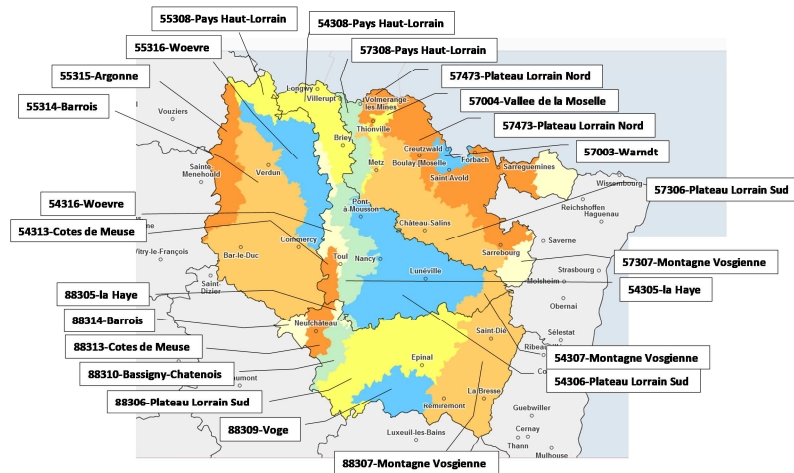 55308-Pays Haut-Lorrain
54308-Pays Haut-Lorrain
55316-Woevre
57308-Pays Haut-Lorrain
55315-Argonne
57473-Plateau Lorrain Nord
55314-Barrois
57004-Vallee de la Moselle
57473-Plateau Lorrain Nord
57003-Warndt
Longwy
Villerupt
Volmerange-
les-Mines
Vouziers
Thionville
Briey
Creutzwald
Forbach
Sarreguemines
Sainte
Menehould
Verdun
Metz
Boulay-Moselle
Saint Avold
Wissembourg
57306-Plateau Lorrain Sud
54316-Woevre
Pont-
à-Mousson
Reichshoffen
Haguenau
54313-Cotes de Meuse
Château-Salins
Vitry-le-François
Bar-le-Duc
Commercy
Sarrebourg
Saverne
Toul
Nancy
57307-Montagne Vosgienne
Saint-
Dizier
Lunéville
Strasbourg
Molsheim
88305-la Haye
54305-la Haye
Obernai
88314-Barrois
Neufchâteau
Saint-Dié
Sélestat
88313-Cotes de Meuse
54307-Montagne Vosgienne
88310-Bassigny-Chatenois
Epinal
54306-Plateau Lorrain Sud
88306-Plateau Lorrain Sud
La Bresse
Remiremont
Guebwiller
88309-Voge
Luxeuil-les-Bains
Cernay
Thann
Mulhouse
88307-Montagne Vosgienne